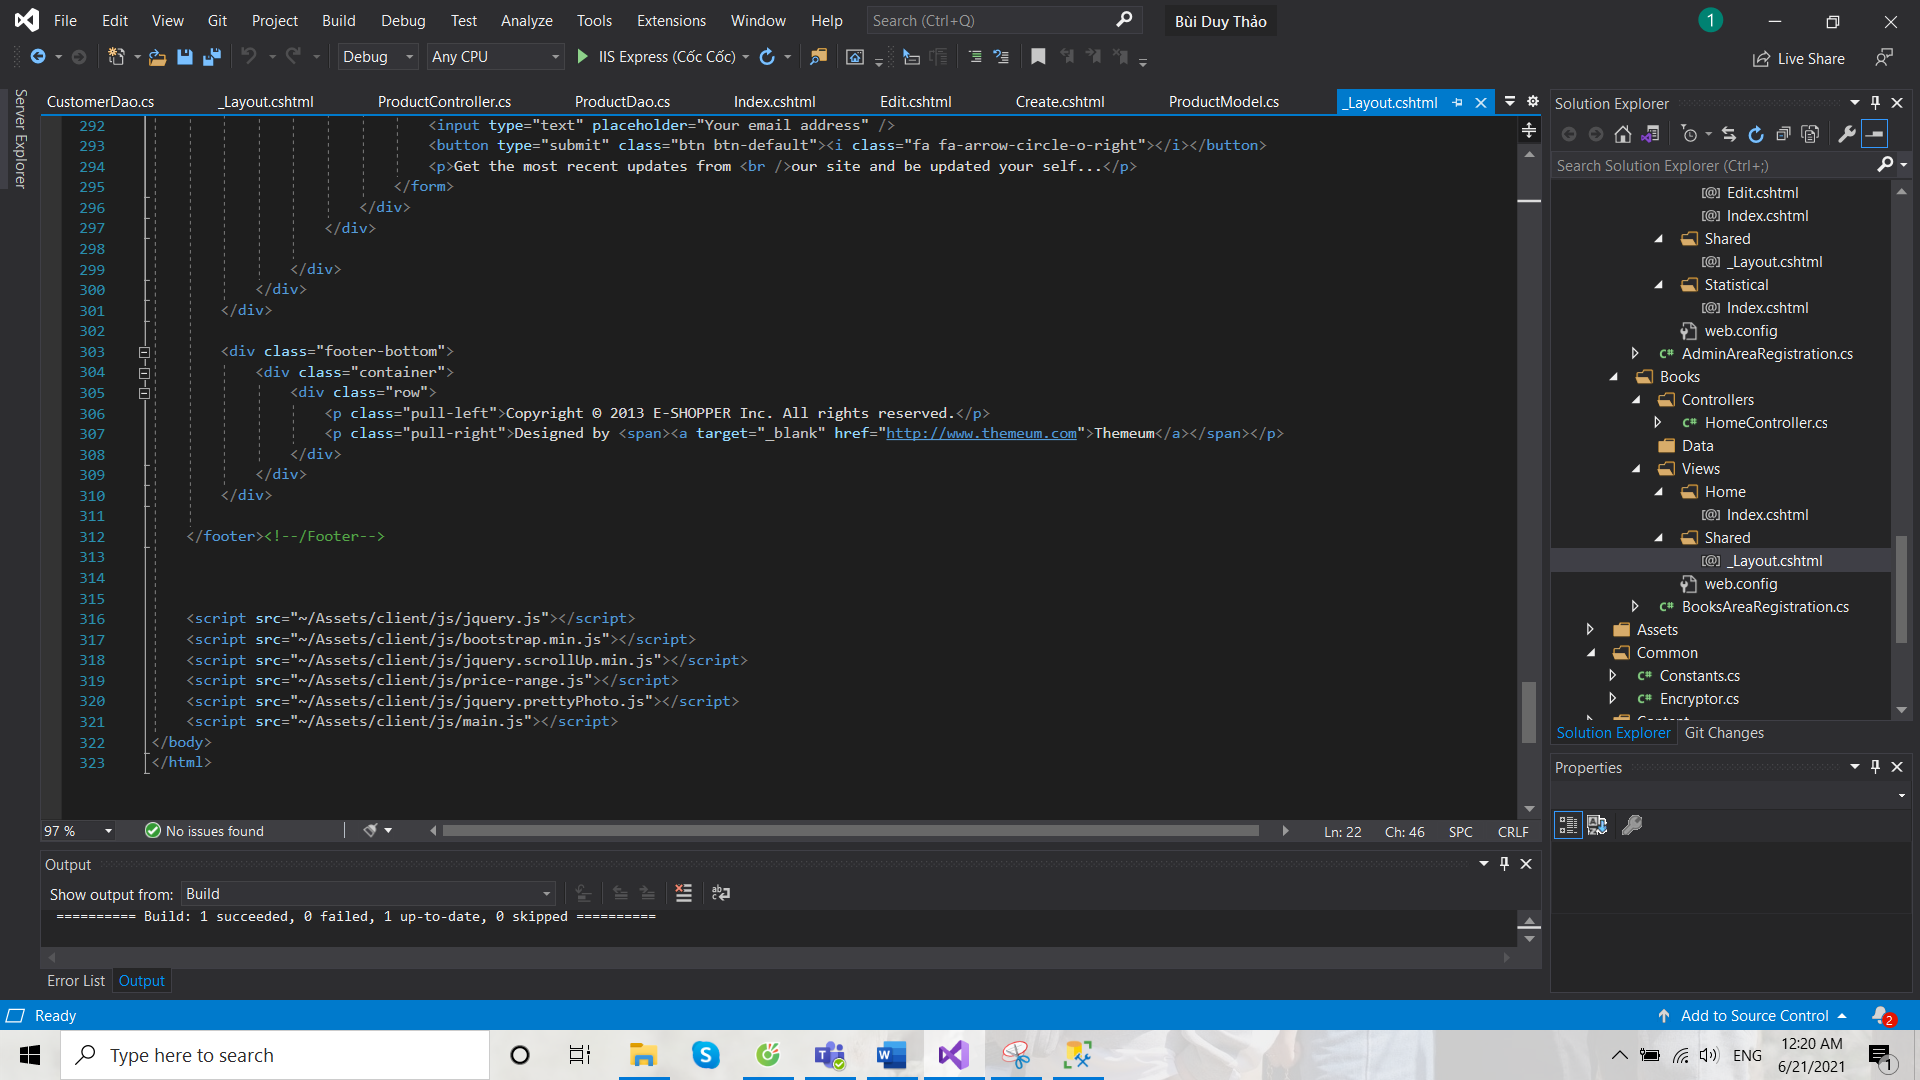 File Edit View Git Project Build Debug Test Analyze Tools Extensions Window Help Search (Ctrl+Q) Bùi Duy Thảo 1
Debug Any CPU IIS Express (Cốc Cốc) Live Share
Server Explorer
CustomerDao.cs _Layout.cshtml ProductController.cs ProductDao.cs Index.cshtml Edit.cshtml Create.cshtml ProductModel.cs _Layout.cshtml
292 <input type="text" placeholder="Your email address" />
293 <button type="submit" class="btn btn-default"><i class="fa fa-arrow-circle-o-right"></i></button>
294 <p>Get the most recent updates from <br />our site and be updated your self...</p>
295 </form>
296 </div>
297 </div>
298
299 </div>
300 </div>
301 </div>
302
303 <div class="footer-bottom">
304 <div class="container">
305 <div class="row">
306 <p class="pull-left">Copyright © 2013 E-SHOPPER Inc. All rights reserved.</p>
307 <p class="pull-right">Designed by <span><a target="_blank" href="http://www.themeum.com">Themeum</a></span></p>
308 </div>
309 </div>
310 </div>
311
312 </footer><!--/Footer-->
313
314
315
316 <script src="~/Assets/client/js/jquery.js"></script>
317 <script src="~/Assets/client/js/bootstrap.min.js"></script>
318 <script src="~/Assets/client/js/jquery.scrollUp.min.js"></script>
319 <script src="~/Assets/client/js/price-range.js"></script>
320 <script src="~/Assets/client/js/jquery.prettyPhoto.js"></script>
321 <script src="~/Assets/client/js/main.js"></script>
322 </body>
323 </html>
97 % No issues found Ln: 22 Ch: 46 SPC CRLF
Output
Show output from: Build
========== Build: 1 succeeded, 0 failed, 1 up-to-date, 0 skipped ==========
Error List Output
Solution Explorer
Search Solution Explorer (Ctrl+;)
Edit.cshtml
Index.cshtml
Shared
_Layout.cshtml
Statistical
Index.cshtml
web.config
C# AdminAreaRegistration.cs
Books
Controllers
C# HomeController.cs
Data
Views
Home
Index.cshtml
Shared
_Layout.cshtml
web.config
C# BooksAreaRegistration.cs
Assets
Common
C# Constants.cs
C# Encryptor.cs
Content
Solution Explorer Git Changes
Properties
Ready Add to Source Control 2
Type here to search ENG 12:20 AM
6/21/2021 1